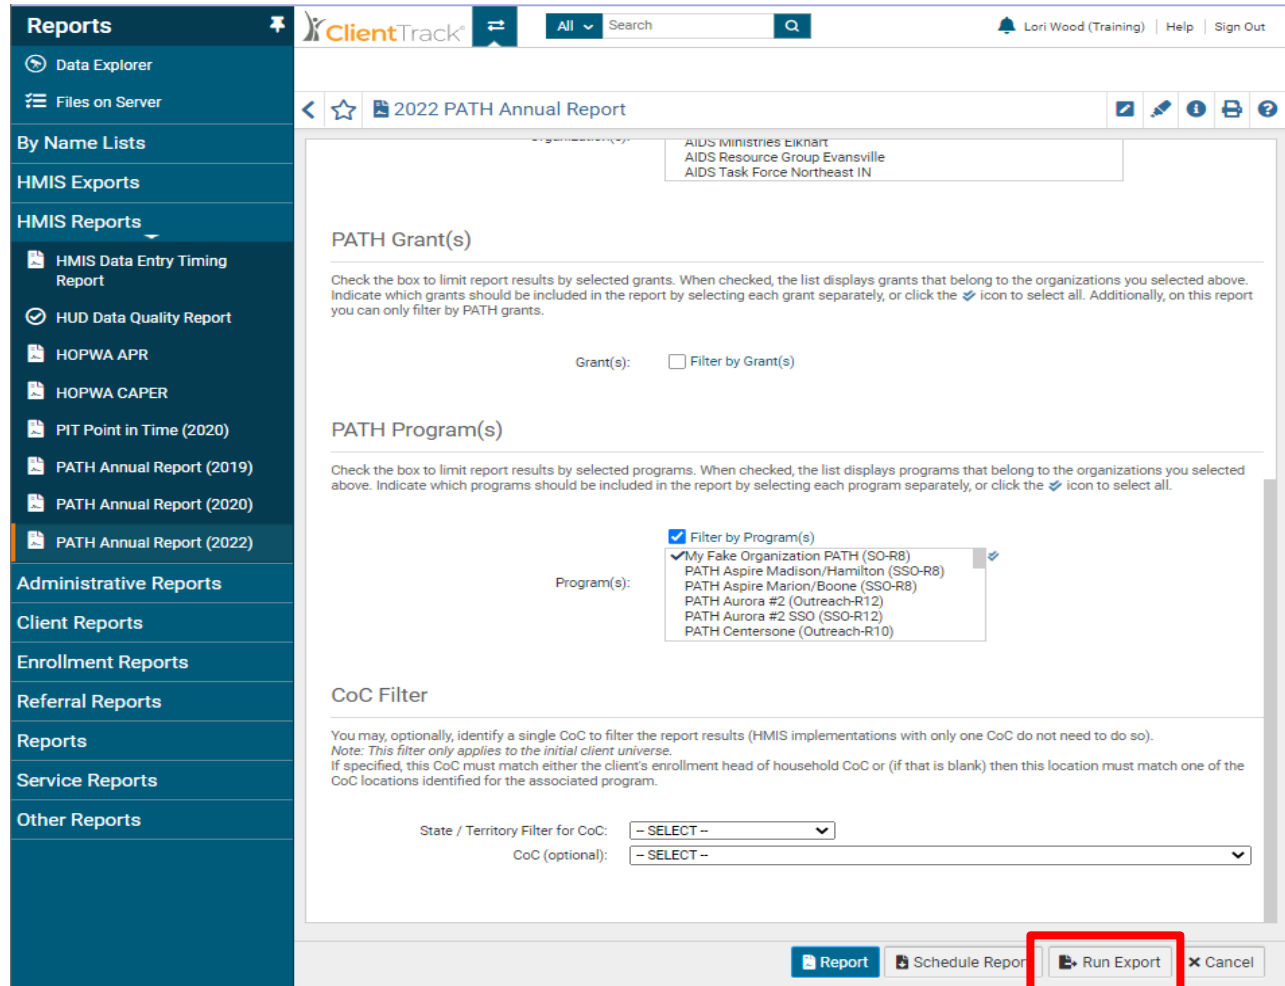 Reports
ClientTrack
All
Search
Lori Wood (Training) | Help | Sign Out
Data Explorer
Files on Server
2022 PATH Annual Report
By Name Lists
HMIS Exports
HMIS Reports
HMIS Data Entry Timing
Report
HUD Data Quality Report
HOPWA APR
HOPWA CAPER
PIT Point in Time (2020)
PATH Annual Report (2019)
PATH Annual Report (2020)
PATH Annual Report (2022)
Administrative Reports
Client Reports
Enrollment Reports
Referral Reports
Reports
Service Reports
Other Reports
Organization(s):
AIDS Ministries Elkhart
AIDS Resource Group Evansville
AIDS Task Force Northeast IN
PATH Grant(s)
Check the box to limit report results by selected grants. When checked, the list displays grants that belong to the organizations you selected above.
Indicate which grants should be included in the report by selecting each grant separately, or click the icon to select all. Additionally, on this report
you can only filter by PATH grants.
Grant(s):
Filter by Grant(s)
PATH Program(s)
Check the box to limit report results by selected programs. When checked, the list displays programs that belong to the organizations you selected
above. Indicate which programs should be included in the report by selecting each program separately, or click the icon to select all.
Filter by Program(s)
Program(s):
My Fake Organization PATH (SO-R8)
PATH Aspire Madison/Hamilton (SSO-R8)
PATH Aspire Marion/Boone (SSO-R8)
PATH Aurora #2 (Outreach-R12)
PATH Aurora #2 SSO (SSO-R12)
PATH Centersone (Outreach-R10)
CoC Filter
You may, optionally, identify a single CoC to filter the report results (HMIS implementations with only one CoC do not need to do so).
Note: This filter only applies to the initial client universe.
If specified, this CoC must match either the client's enrollment head of household CoC or (if that is blank) then this location must match one of the
CoC locations identified for the associated program.
State / Territory Filter for CoC:
-- SELECT --
CoC (optional):
-- SELECT --
Report
Schedule Repor
Run Export
Cancel